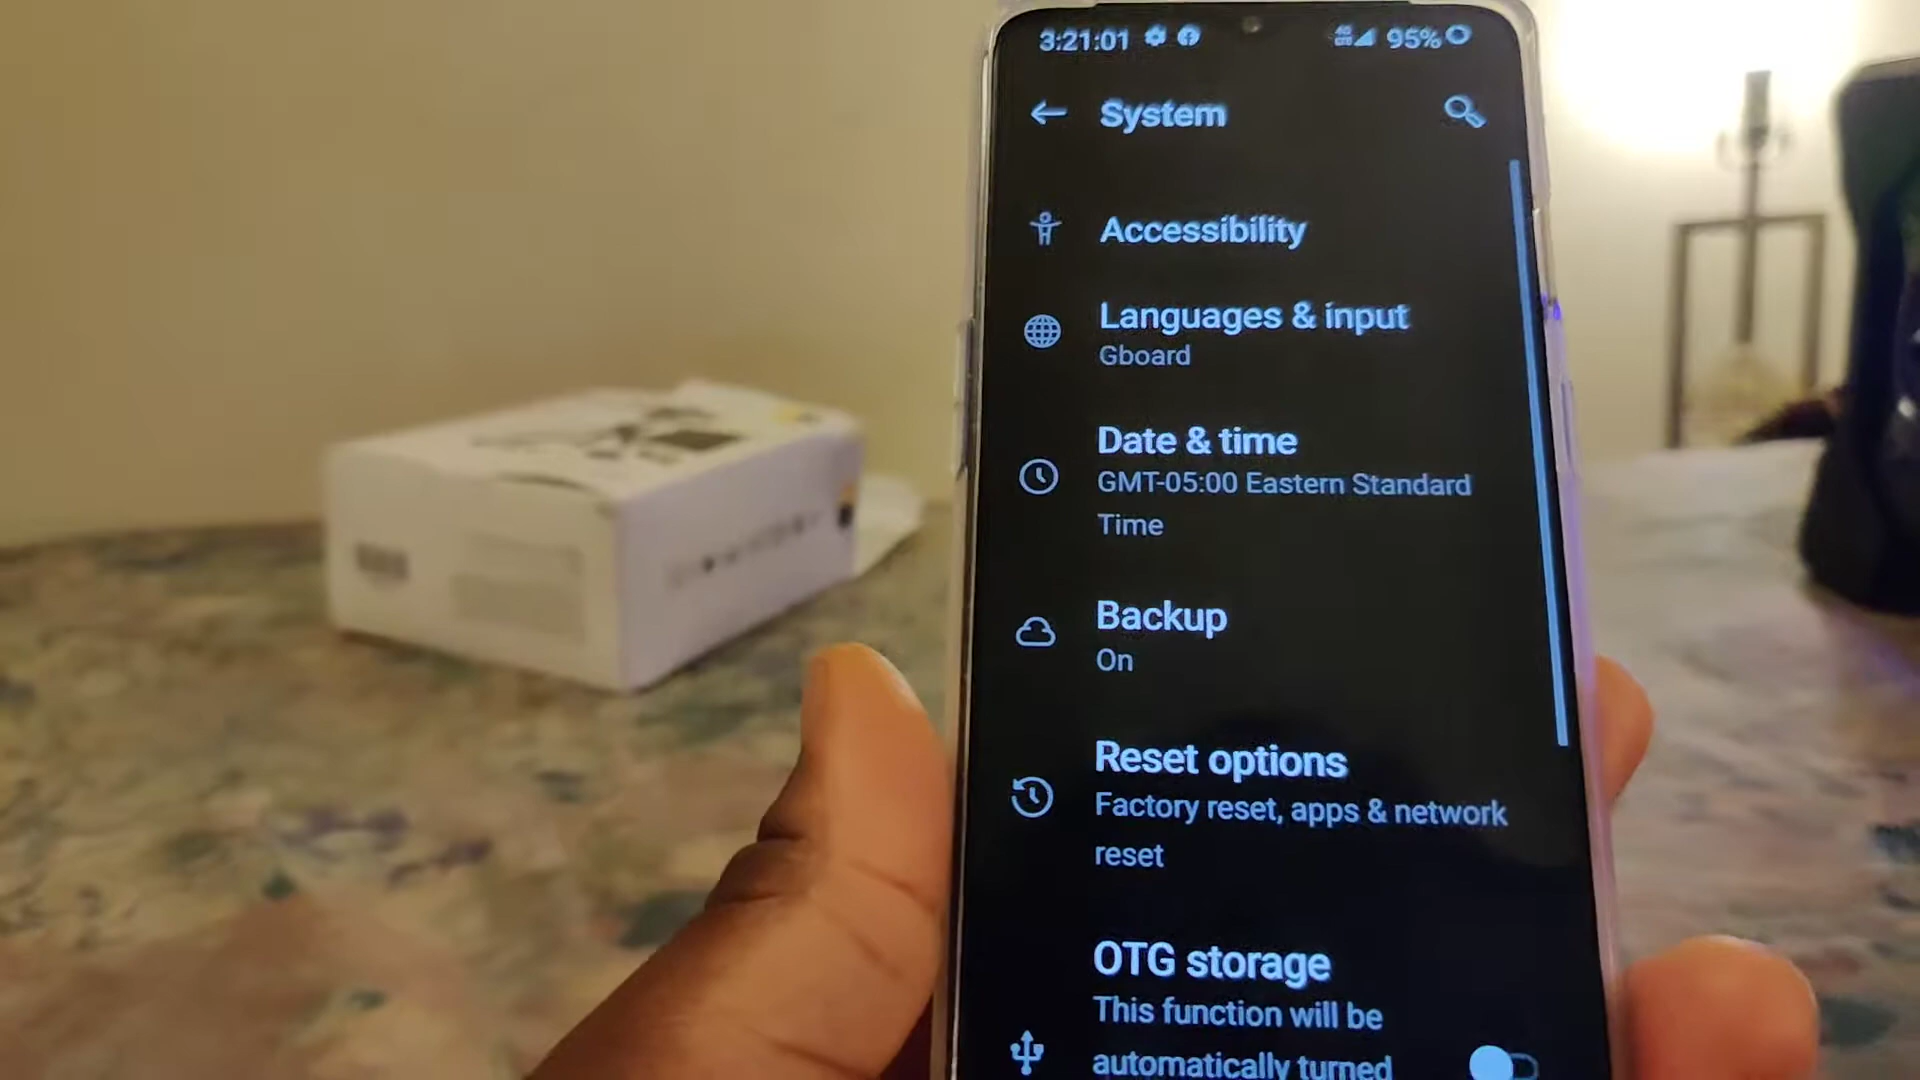 3:21:01 95%
System
Accessibility
Languages & input
Gboard
Date & time
GMT-05:00 Eastern Standard
Time
Backup
On
Reset options
Factory reset, apps & network
reset
OTG storage
This function will be
automatically turned